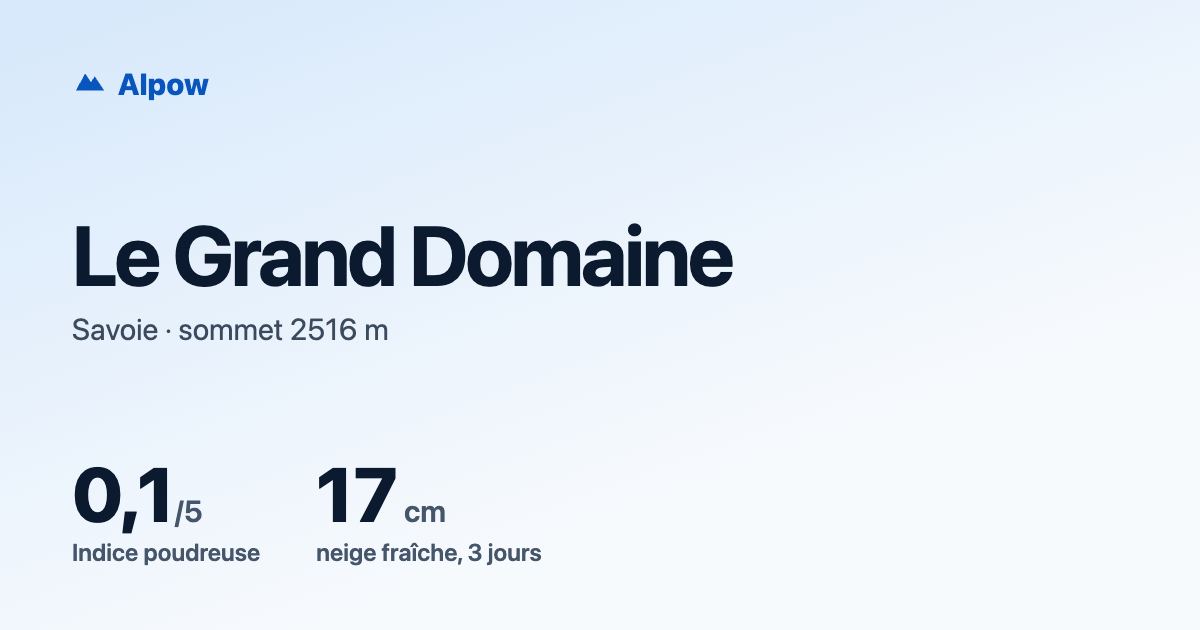 Alpow
Le Grand Domaine
Savoie · sommet 2516 m
0,1/5
Indice poudreuse
17 cm
neige fraîche, 3 jours